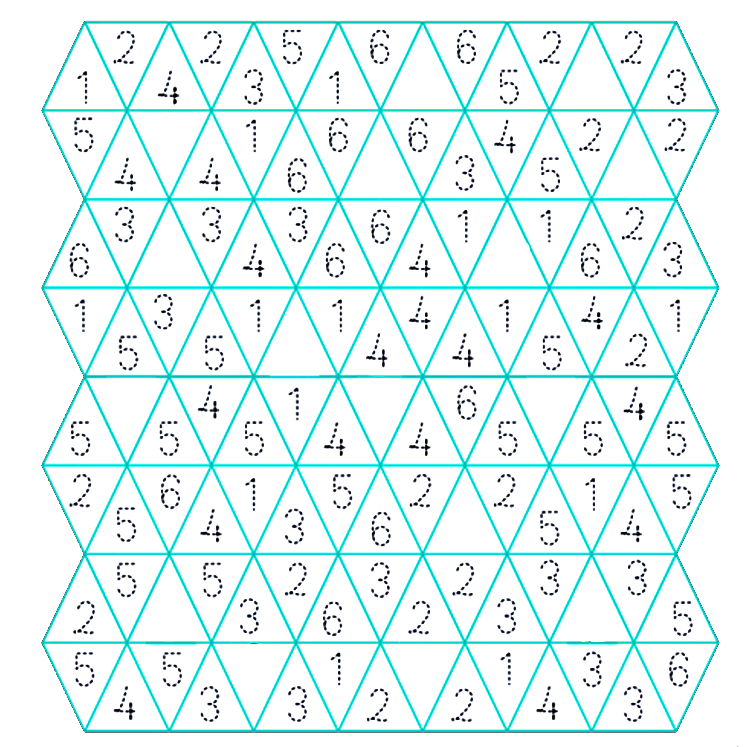 2 2 5 6 6 2 2
1 4 3 1 5 3
5 1 6 6 4 2 2
4 4 6 3 5
3 3 3 6 1 1 2
6 4 6 4 6 3
1 3 1 1 4 1 4 1
5 5 4 4 5 2
4 1 6 4
5 5 5 4 4 5 5 5
2 6 1 5 2 2 1 5
5 4 3 6 5 4
5 5 2 3 2 3 3
2 3 6 2 3 5
5 5 1 1 3 6
4 3 3 2 2 4 3